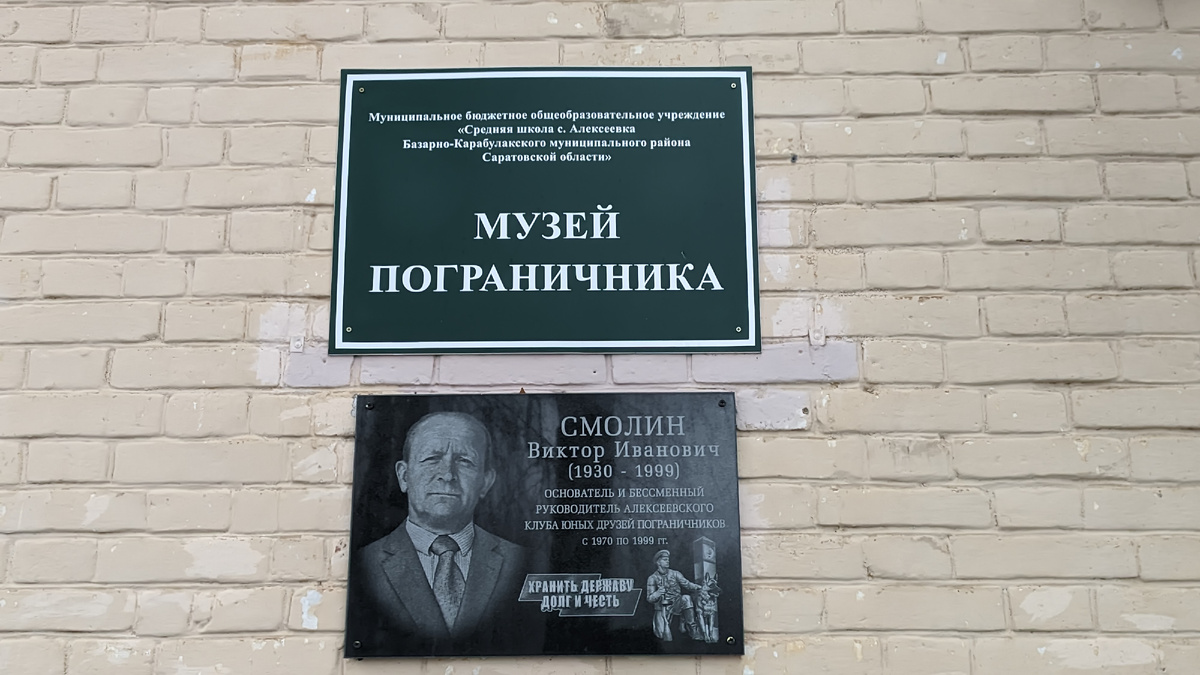 Муниципальное бюджетное общеобразовательное учреждение
«Средняя школа с. Алексеевка
Базарно-Карабулакского муниципального района
Саратовской области»
МУЗЕЙ
ПОГРАНИЧНИКА
СМОЛИН
Виктор Иванович
(1930 - 1999)
ОСНОВАТЕЛЬ И БЕССМЕННЫЙ
РУКОВОДИТЕЛЬ АЛЕКСЕЕВСКОГО
КЛУБА ЮНЫХ ДРУЗЕЙ ПОГРАНИЧНИКОВ
С 1970 ПО 1999 ГГ.
ХРАНИТЬ ДЕРЖАВУ
ДОЛГ И ЧЕСТЬ